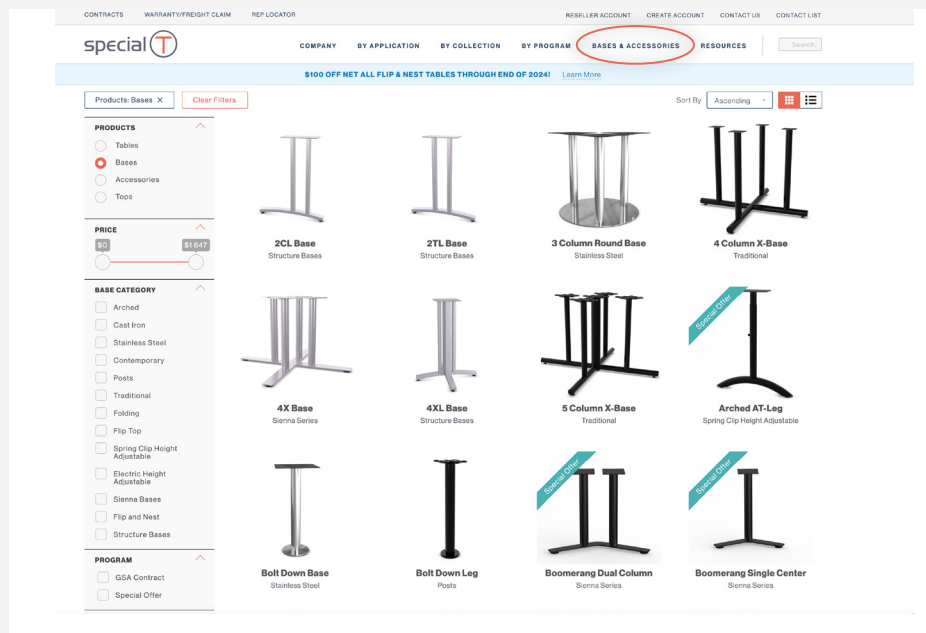 CONTRACTS WARRANTY/FREIGHT CLAIM REP LOCATOR RESELLER ACCOUNT CREATE ACCOUNT CONTACT US CONTACT LIST
special T COMPANY BY APPLICATION BY COLLECTION BY PROGRAM BASES & ACCESSORIES RESOURCES Search
$100 OFF NET ALL FLIP & NEST TABLES THROUGH END OF 2024! Learn More
Products: Bases X Clear Filters Sort By Ascending
PRODUCTS
Tables
Bases
Accessories
Tops
PRICE
$0 $1 647
BASE CATEGORY
Arched
Cast Iron
Stainless Steel
Contemporary
Posts
Traditional
Folding
Flip Top
Spring Clip Height
Adjustable
Electric Height
Adjustable
Sienna Bases
Flip and Nest
Structure Bases
PROGRAM
GSA Contract
Special Offer
2CL Base 2TL Base 3 Column Round Base 4 Column X-Base
Structure Bases Structure Bases Stainless Steel Traditional
Special Offer
4X Base 4XL Base 5 Column X-Base Arched AT-Leg
Sienna Series Structure Bases Traditional Spring Clip Height Adjustable
Special Offer Special Offer
Bolt Down Base Bolt Down Leg Boomerang Dual Column Boomerang Single Center
Stainless Steel Posts Sienna Series Sienna Series